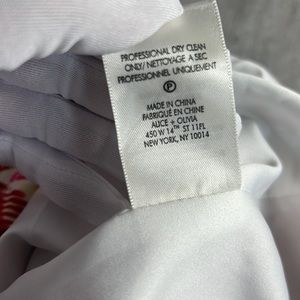 PROFESSIONAL DRY CLEAN
ONLY/ NETTOYAGE A SEC
PROFESSIONNEL UNIQUEMENT
P
MADE IN CHINA
FABRIQUÉ EN CHINE
ALICE + OLIVIA
450 W 14TH ST 11FL
NEW YORK, NY 10014